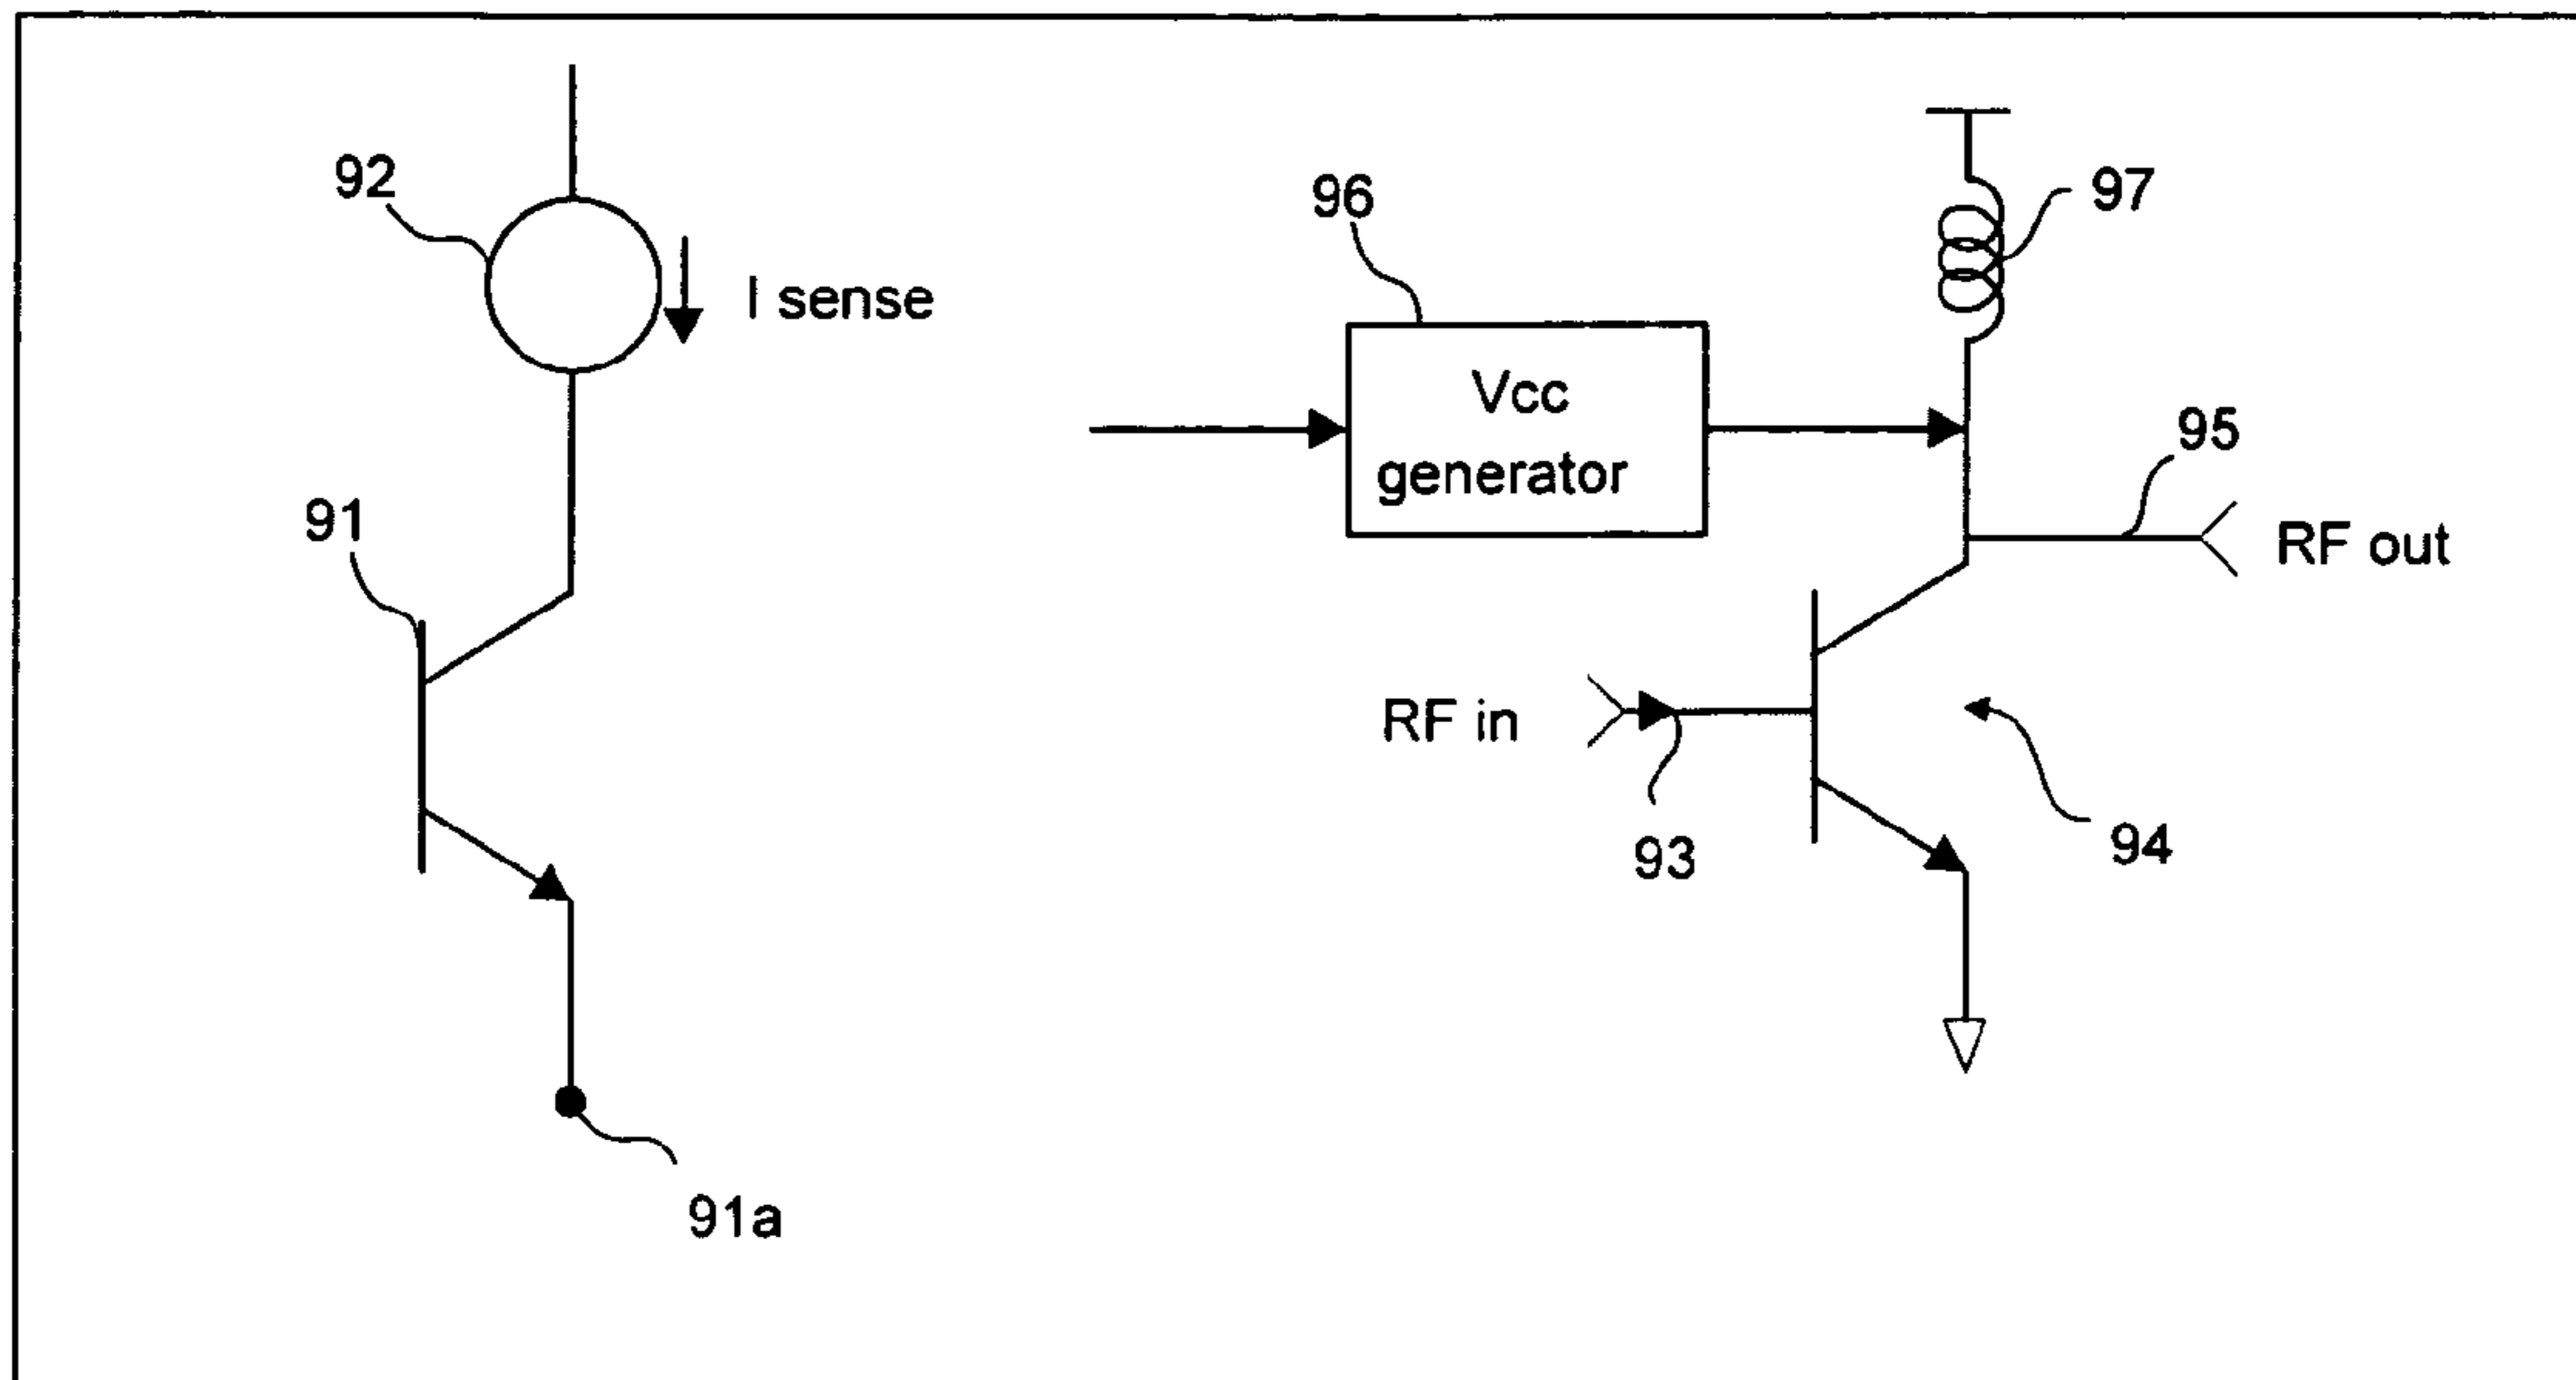 92
I sense
96
97
Vcc
generator
95
RF out
91
RF in
93
94
91a